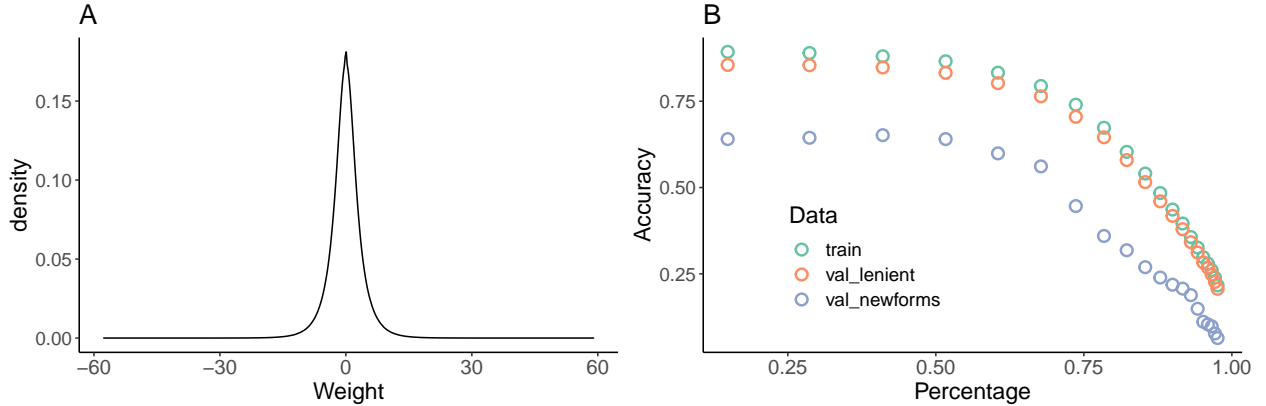 A
density
0.15
0.10
0.05
0.00
−60
−30
0
30
60
Weight
B
Accuracy
0.75
0.50
0.25
Data
train
val_lenient
val_newforms
0.25
0.50
0.75
1.00
Percentage